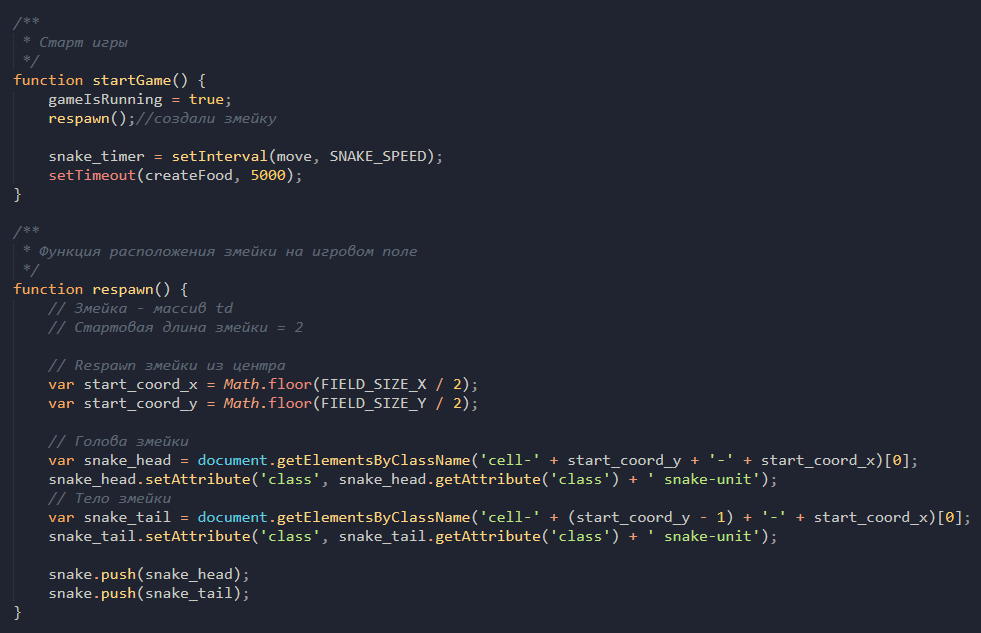 /**
 * Старт игры
 */
function startGame() {
    gameIsRunning = true;
    respawn();//создали змейку

    snake_timer = setInterval(move, SNAKE_SPEED);
    setTimeout(createFood, 5000);
}

/**
 * Функция расположения змейки на игровом поле
 */
function respawn() {
    // Змейка - массив td
    // Стартовая длина змейки = 2

    // Respawn змейки из центра
    var start_coord_x = Math.floor(FIELD_SIZE_X / 2);
    var start_coord_y = Math.floor(FIELD_SIZE_Y / 2);

    // Голова змейки
    var snake_head = document.getElementsByClassName('cell-' + start_coord_y + '-' + start_coord_x)[0];
    snake_head.setAttribute('class', snake_head.getAttribute('class') + ' snake-unit');
    // Тело змейки
    var snake_tail = document.getElementsByClassName('cell-' + (start_coord_y - 1) + '-' + start_coord_x)[0];
    snake_tail.setAttribute('class', snake_tail.getAttribute('class') + ' snake-unit');

    snake.push(snake_head);
    snake.push(snake_tail);
}